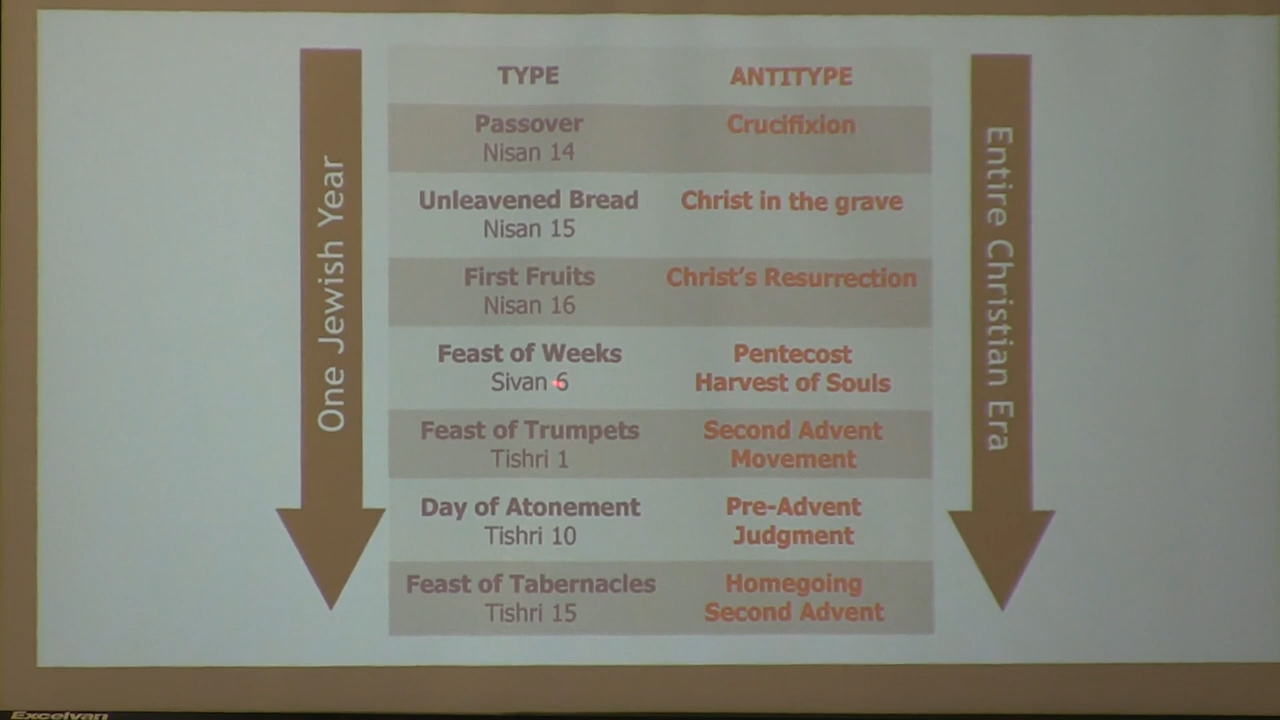 TYPE
ANTITYPE
Passover
Nisan 14
Crucifixion
Unleavened Bread
Nisan 15
Christ in the grave
First Fruits
Nisan 16
Christ's Resurrection
Feast of Weeks
Sivan 6
Pentecost
Harvest of Souls
Feast of Trumpets
Tishri 1
Second Advent
Movement
Day of Atonement
Tishri 10
Pre-Advent
Judgment
Feast of Tabernacles
Tishri 15
Homegoing
Second Advent
One Jewish Year
Entire Christian Era
Excelvan